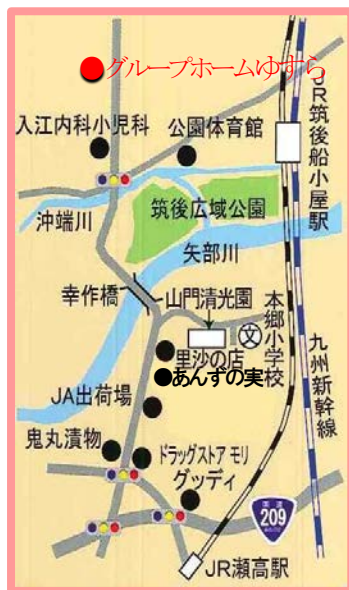 グループホームゆすら
JR筑後船小屋駅
入江内科小児科
公園体育館
沖端川
筑後広域公園
矢部川
幸作橋
山門清光園
本郷小学校
文
里沙の店
あんずの実
九州新幹線
JA出荷場
鬼丸漬物
ドラッグストア モリ
グッディ
国道
209
JR瀬高駅